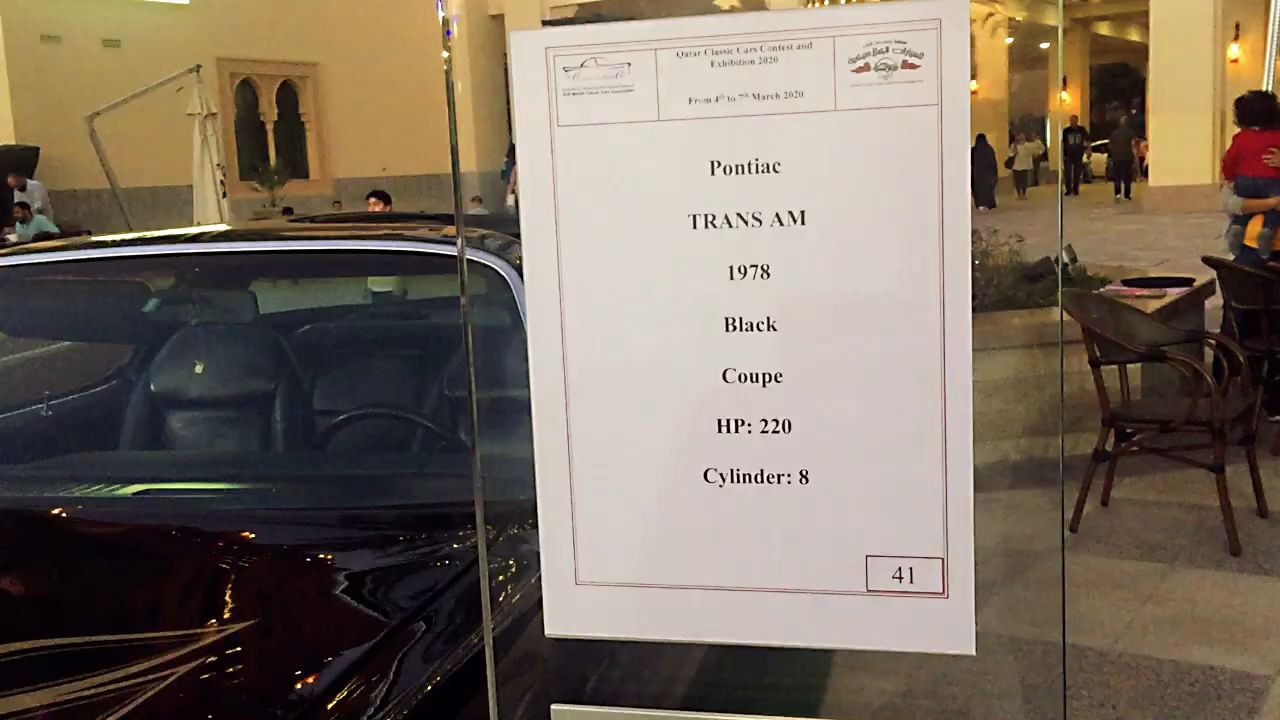 Qatar Classic Cars Contest and
Exhibition 2020
From 4th to 7th March 2020
Pontiac
TRANS AM
1978
Black
Coupe
HP: 220
Cylinder: 8
41